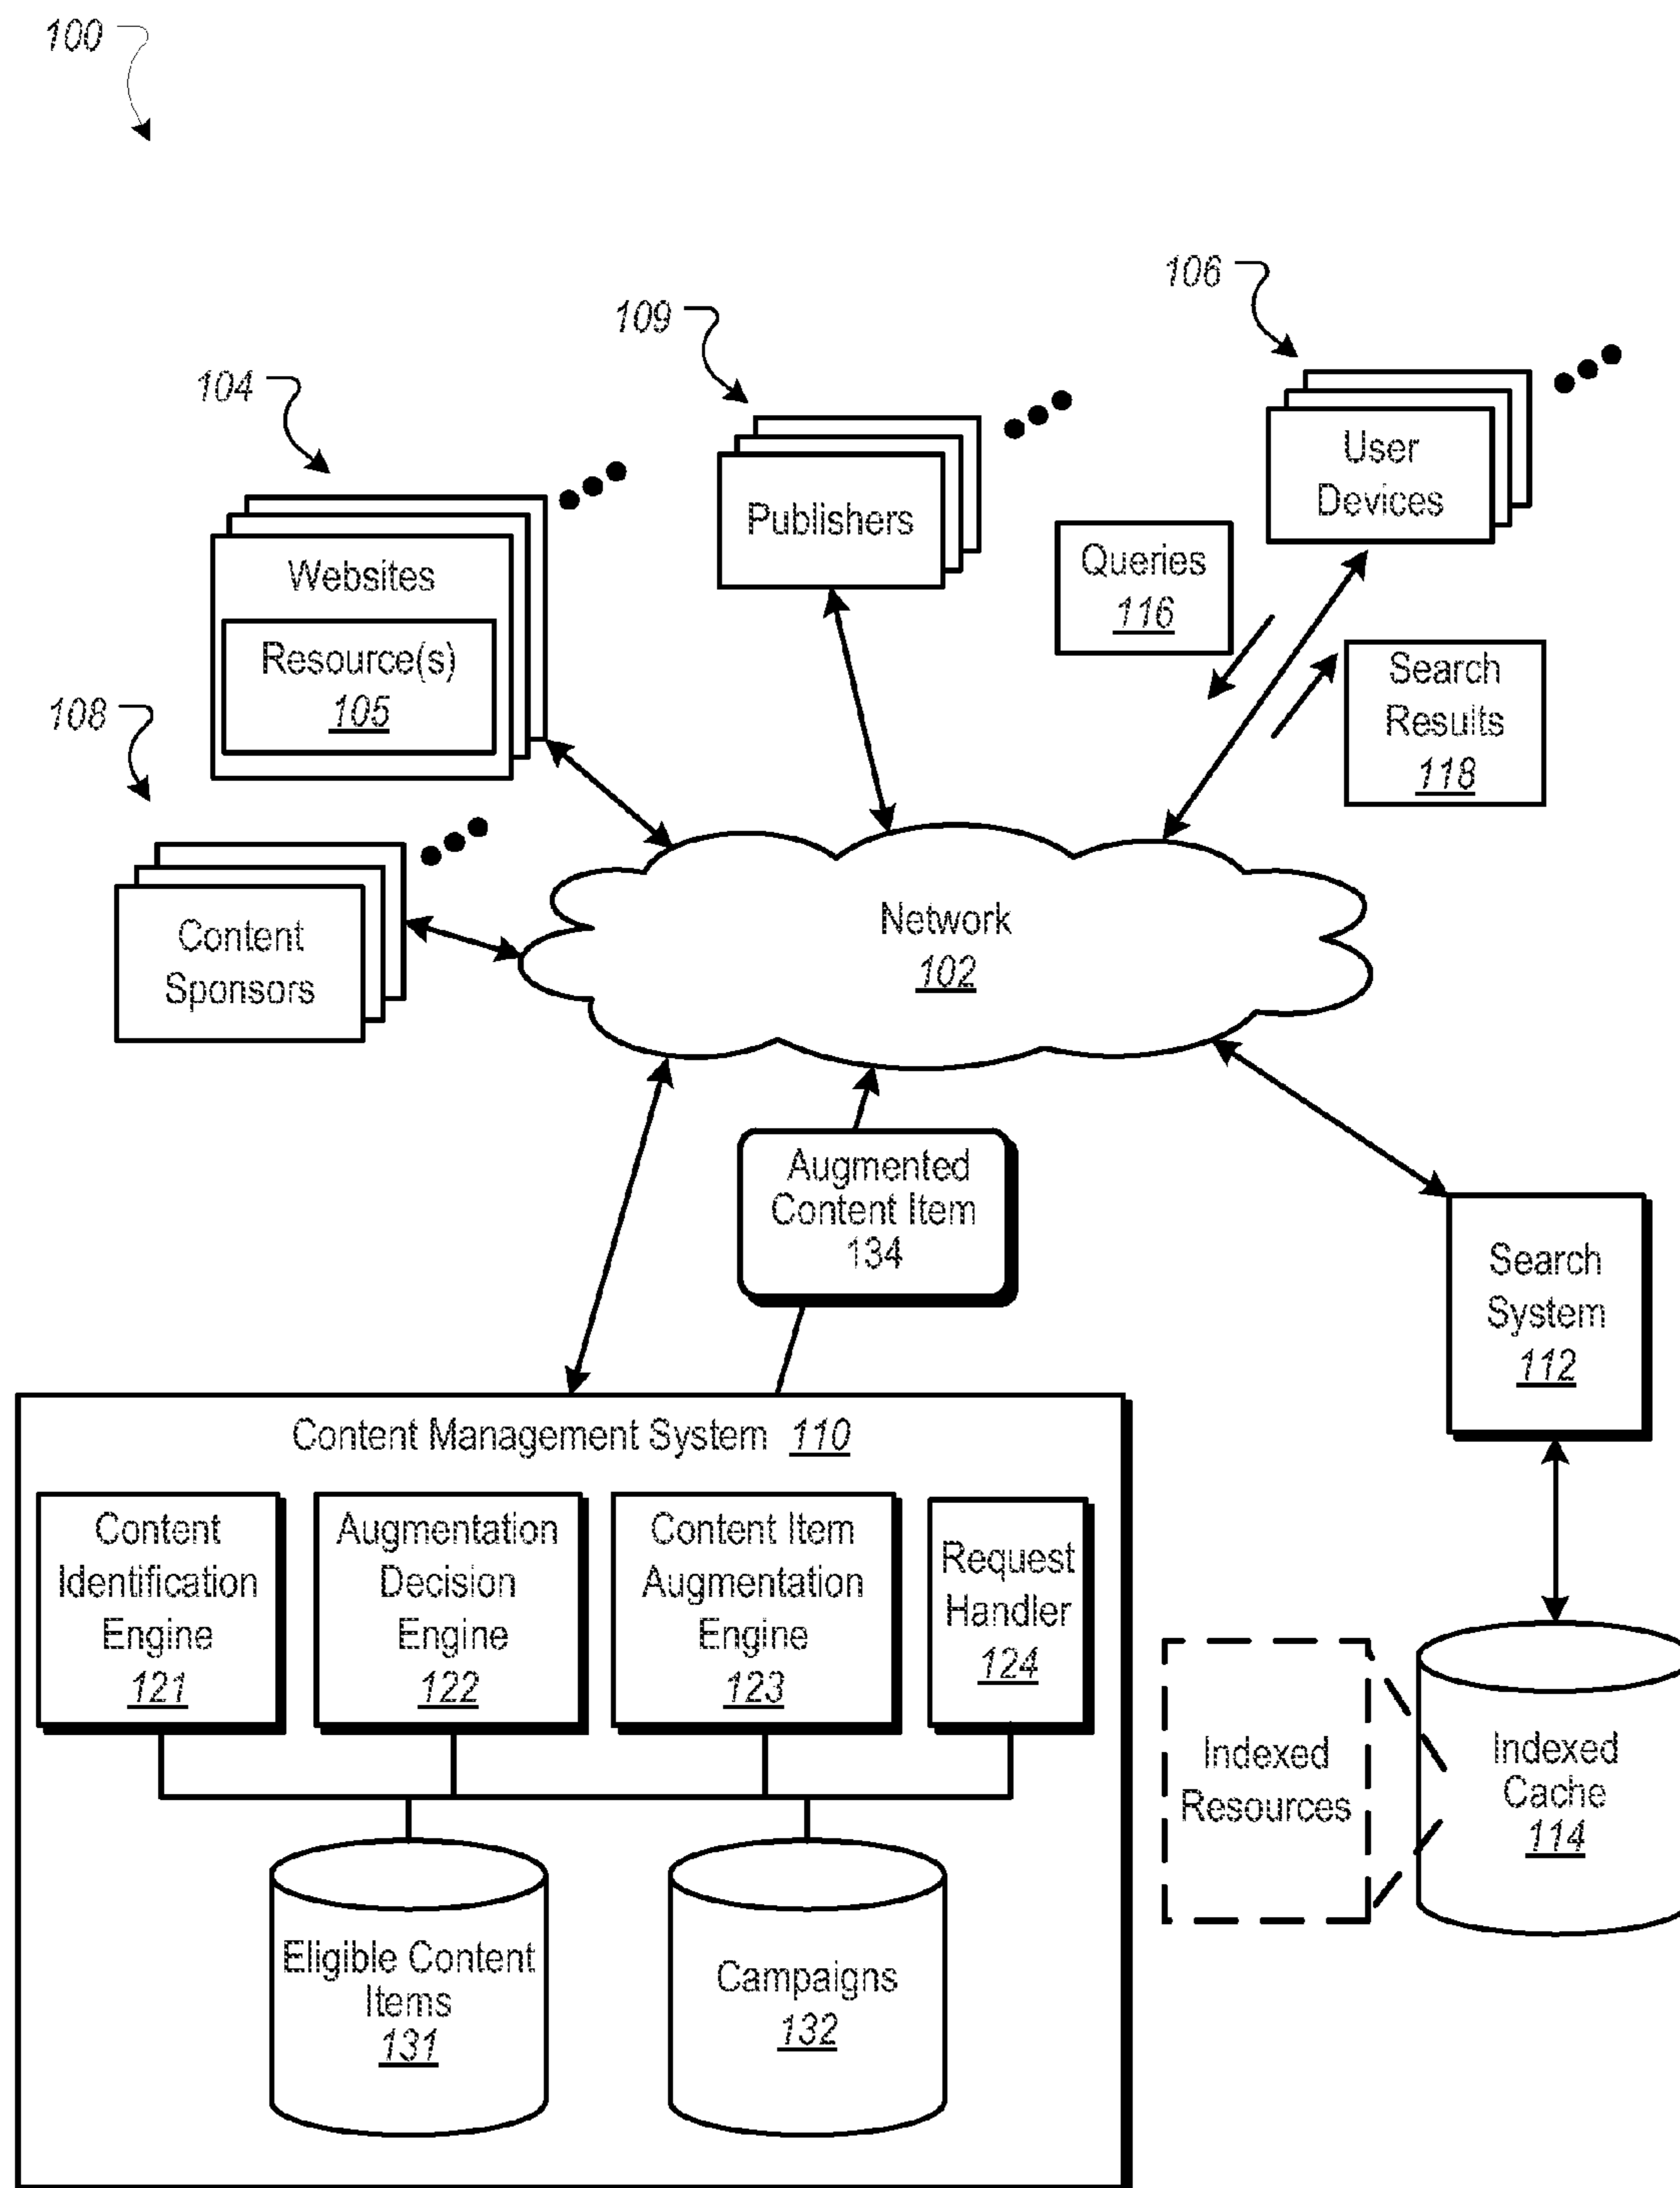 100
106
109
104
User
Devices
Publishers
Queries
116
Websites
Resource(s)
105
Search
Results
118
108
Content
Sponsors
Network
102
Augmented
Content Item
134
Search
System
112
Content Management System 110
Content
Identification
Engine
121
Augmentation
Decision
Engine
122
Content Item
Augmentation
Engine
123
Request
Handler
124
Indexed
Resources
Indexed
Cache
114
Eligible Content
Items
131
Campaigns
132